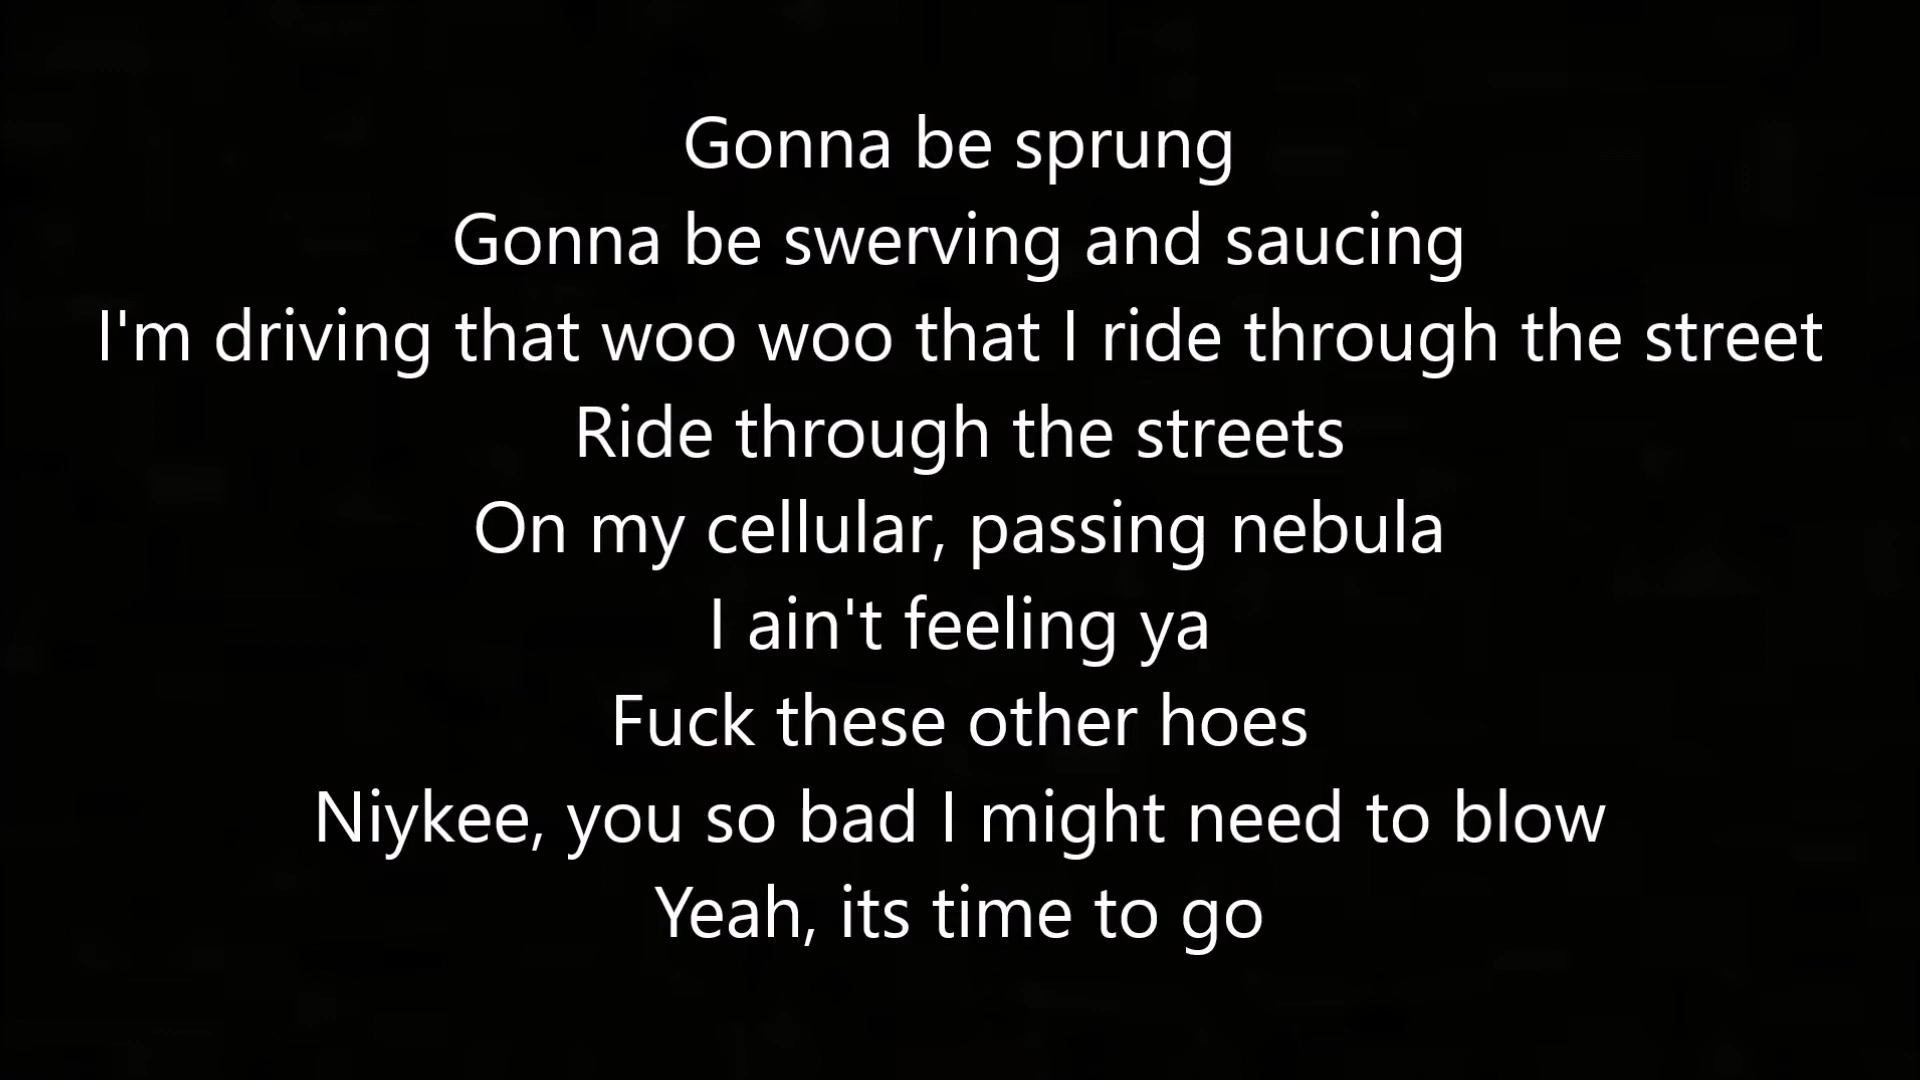 Gonna be sprung
Gonna be swerving and saucing
I'm driving that woo woo that I ride through the street
Ride through the streets
On my cellular, passing nebula
I ain't feeling ya
Fuck these other hoes
Niykee, you so bad I might need to blow
Yeah, its time to go